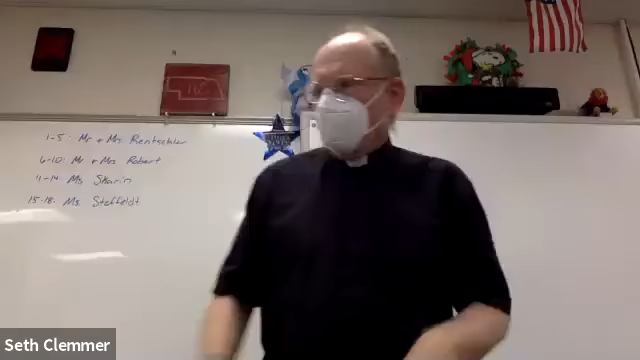 1-5: Mr + Mrs Rentschler
6-10: Mr + Mrs Robert
11-14: Ms Skarin
15-18: Ms Steffeldt
Seth Clemmer